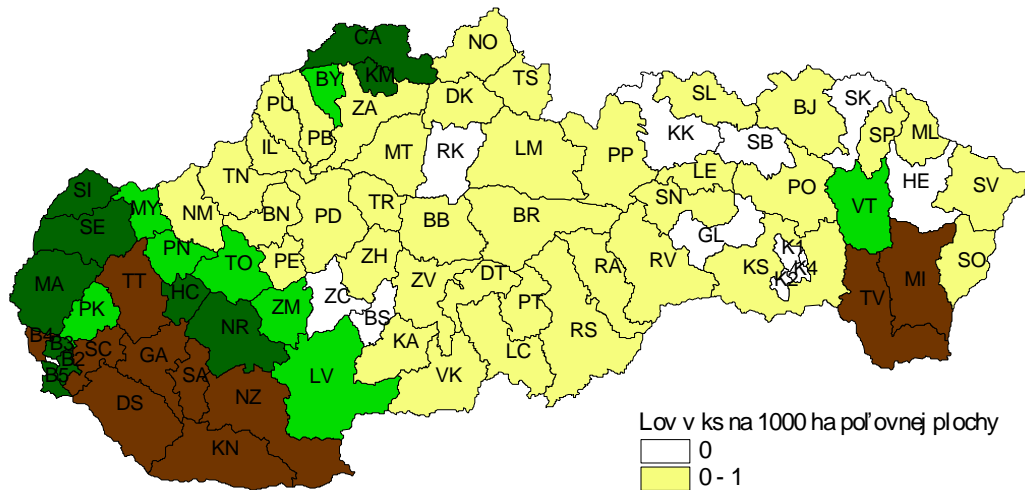 CA
NO
KM
BY
TS
PU
ZA
DK
SL
BJ
SK
PB
SP
ML
IL
MT
RK
LM
PP
KK
SB
TN
LE
PO
HE
SV
SI
MY
NM
BN
PD
TR
BB
BR
SN
VT
SE
PN
TO
PE
ZH
GL
RV
K1
KS
K4
K2
SO
MA
TT
HC
ZM
ZC
BS
ZV
DT
RA
PT
RS
TV
MI
PK
NR
B4
B3
B2
B5
SC
GA
SA
NZ
LV
KA
VK
LC
DS
KN
Lov v ks na 1000 ha poľovnej plochy
0
0 - 1